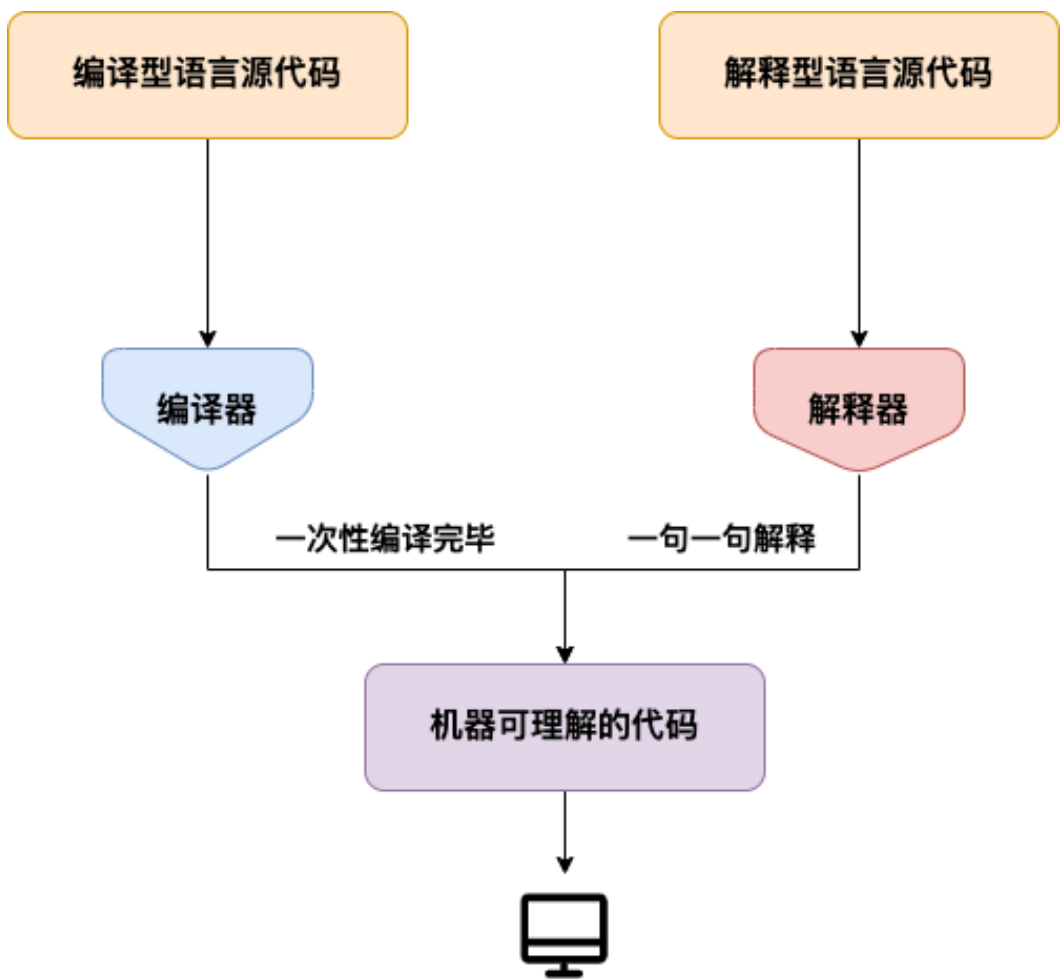 编译型语言源代码
解释型语言源代码
编译器
解释器
一次性编译完毕
一句一句解释
机器可理解的代码